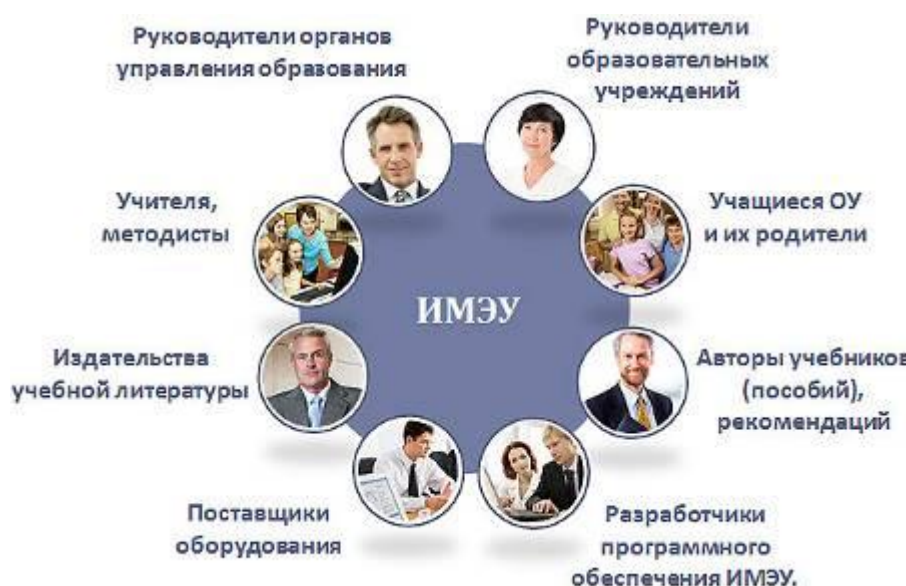 Руководители органов
управления образования
Руководители
образовательных
учреждений
Учителя,
методисты
Учащиеся ОУ
и их родители
ИМЭУ
Издательства
учебной литературы
Авторы учебников
(пособий),
рекомендаций
Поставщики
оборудования
Разработчики
программного
обеспечения ИМЭУ.